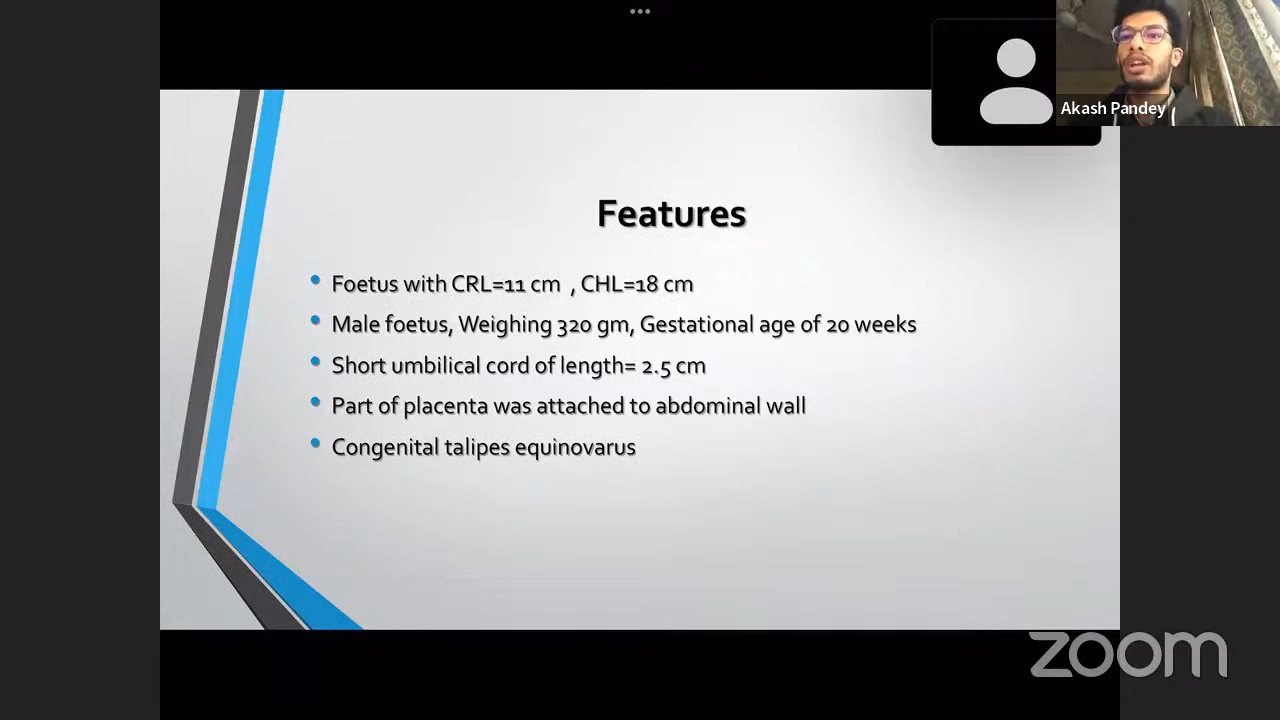 Akash Pandey
Features
• Foetus with CRL=11 cm , CHL=18 cm
• Male foetus, Weighing 320 gm, Gestational age of 20 weeks
• Short umbilical cord of length= 2.5 cm
• Part of placenta was attached to abdominal wall
• Congenital talipes equinovarus
zoom